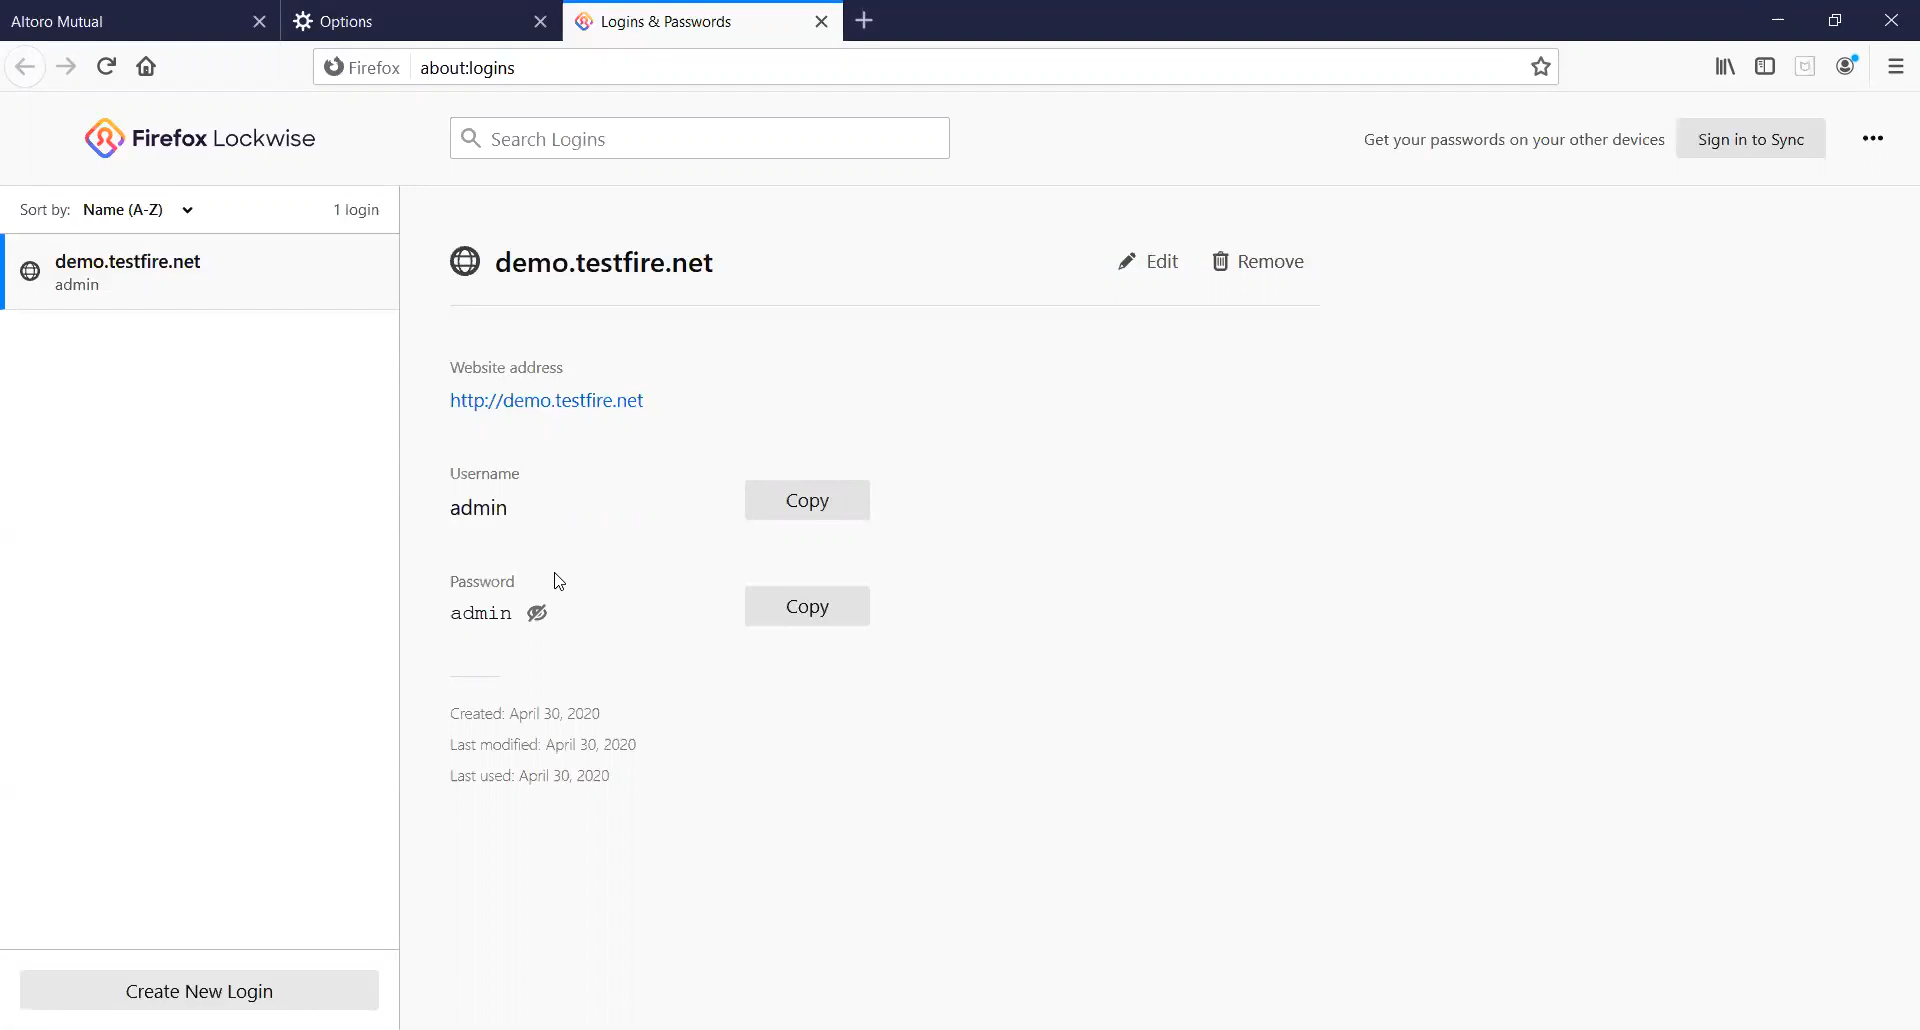 Altoro Mutual
Options
Logins & Passwords
Firefox
about:logins
Firefox Lockwise
Search Logins
Get your passwords on your other devices
Sign in to Sync
Sort by: Name (A-Z)
1 login
demo.testfire.net
admin
demo.testfire.net
Edit
Remove
Website address
http://demo.testfire.net
Username
admin
Copy
Password
admin
Copy
Created: April 30, 2020
Last modified: April 30, 2020
Last used: April 30, 2020
Create New Login